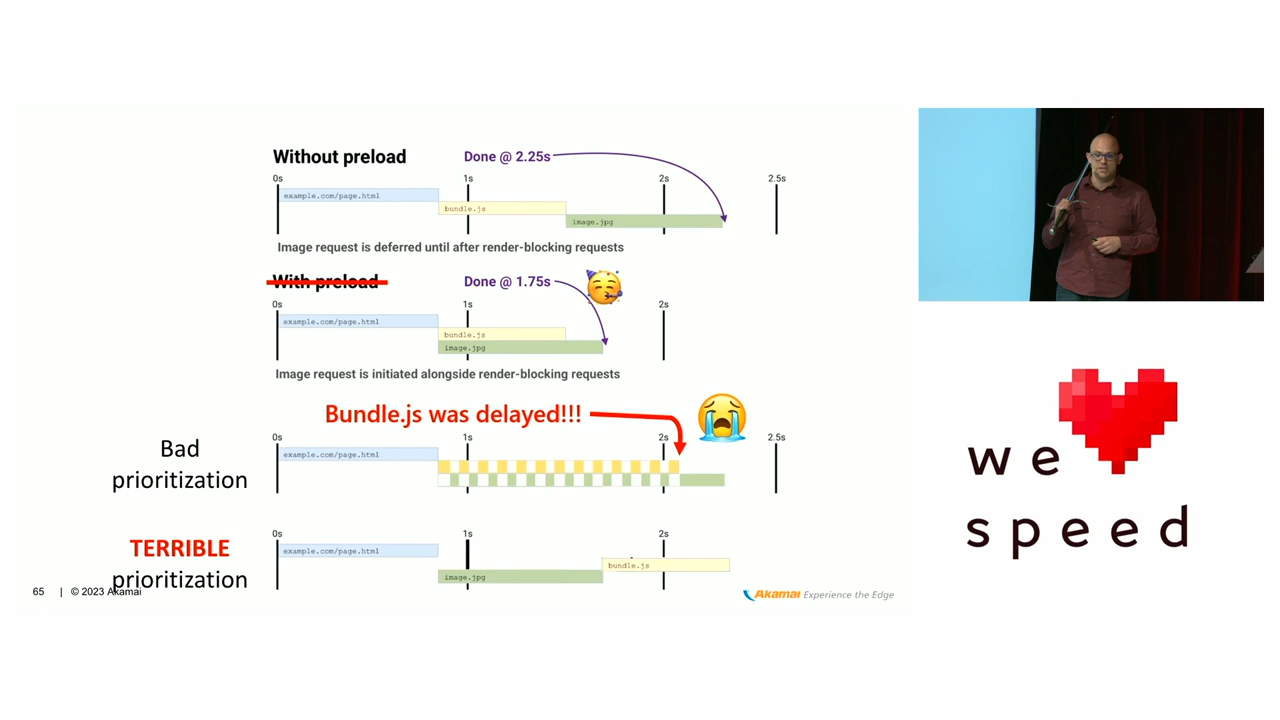 Without preload
Done @ 2.25s
0s
1s
2s
2.5s
example.com/page.html
bundle.js
image.jpg
Image request is deferred until after render-blocking requests
With preload
Done @ 1.75s
0s
1s
2s
example.com/page.html
bundle.js
image.jpg
Image request is initiated alongside render-blocking requests
Bundle.js was delayed!!!
Bad
prioritization
0s
1s
2s
2.5s
example.com/page.html
TERRIBLE
prioritization
0s
1s
2s
example.com/page.html
bundle.js
image.jpg
65 | © 2023 Akamai
Akamai Experience the Edge
we
speed